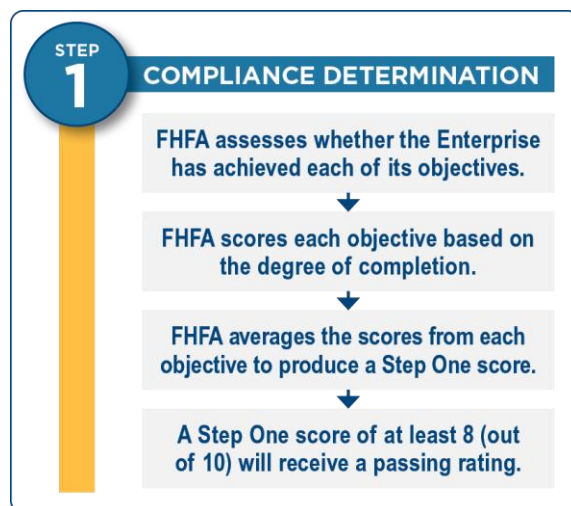 STEP
1
COMPLIANCE DETERMINATION
FHFA assesses whether the Enterprise
has achieved each of its objectives.
FHFA scores each objective based on
the degree of completion.
FHFA averages the scores from each
objective to produce a Step One score.
A Step One score of at least 8 (out
of 10) will receive a passing rating.